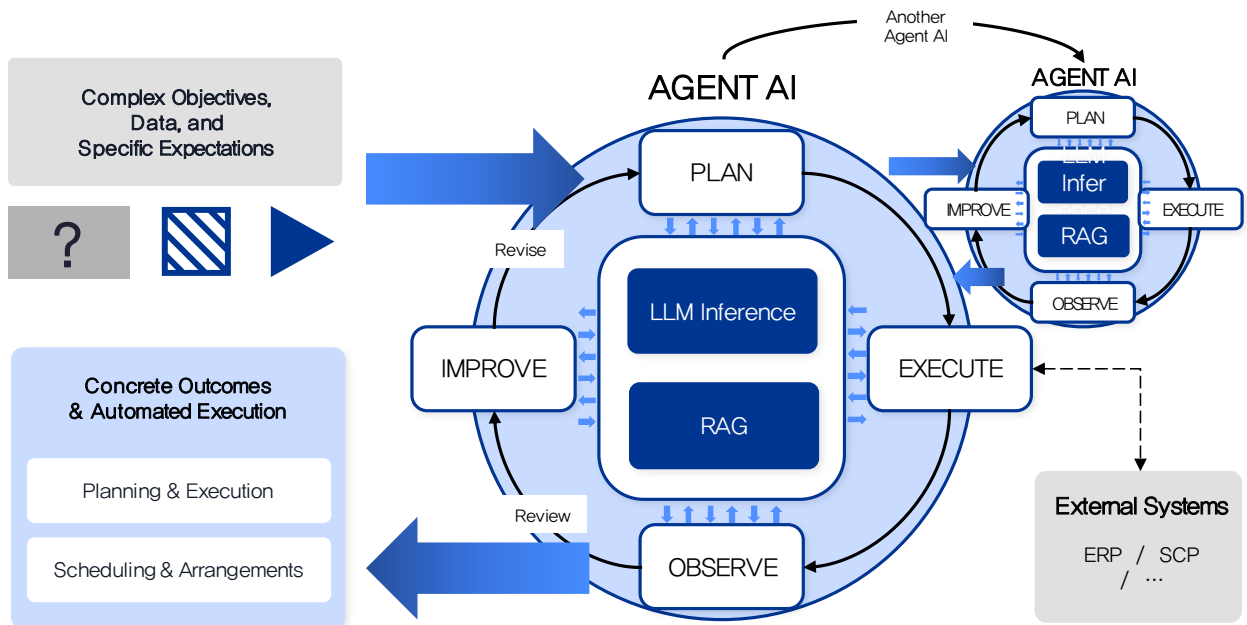 Another
Agent AI
AGENT AI
AGENT AI
Complex Objectives,
Data, and
Specific Expectations
?
PLAN
Revise
LLM Inference
IMPROVE
EXECUTE
RAG
Review
OBSERVE
PLAN
LLM
Infer
IMPROVE
EXECUTE
RAG
OBSERVE
Concrete Outcomes
& Automated Execution
Planning & Execution
Scheduling & Arrangements
External Systems
ERP / SCP
/ ...